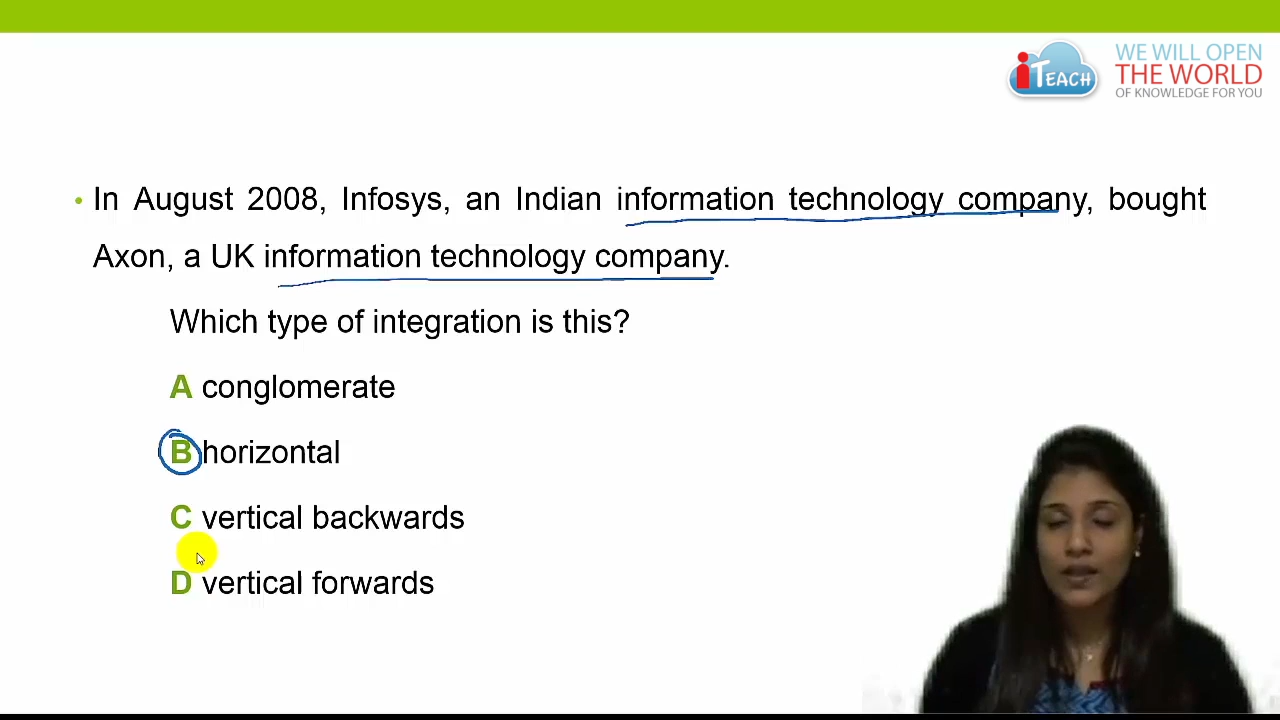 iTEACH
WE WILL OPEN
THE WORLD
OF KNOWLEDGE FOR YOU
• In August 2008, Infosys, an Indian information technology company, bought
Axon, a UK information technology company.
Which type of integration is this?
A conglomerate
B horizontal
C vertical backwards
D vertical forwards